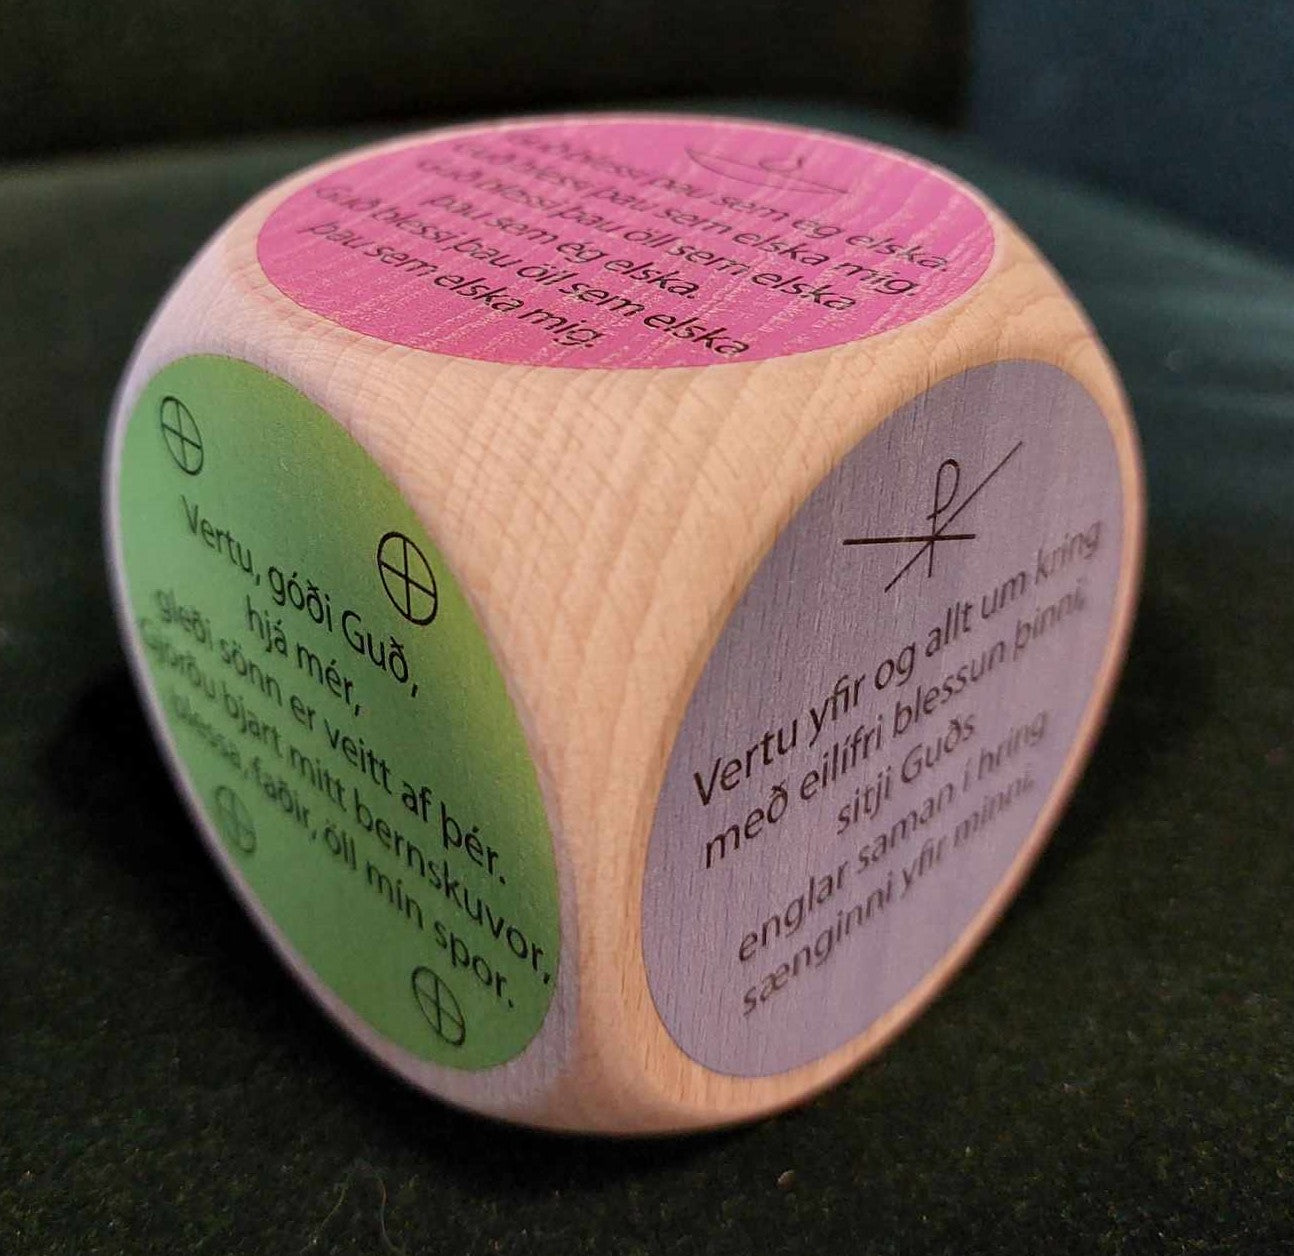 Guð blessi þau sem ég elska.
Guð blessi þau sem elska mig.
Guð blessi þau öll sem elska
þau sem ég elska.
Guð blessi þau öll sem elska
þau sem elska mig.
Vertu, góði Guð,
hjá mér,
gleði sönn er veitt af þér.
Gjörðu bjart mitt bernskuvor,
blessa, faðir, öll mín spor.
Vertu yfir og allt um kring
með eilífri blessun þinni,
sitji Guðs
englar saman í hring
sænginni yfir minni.